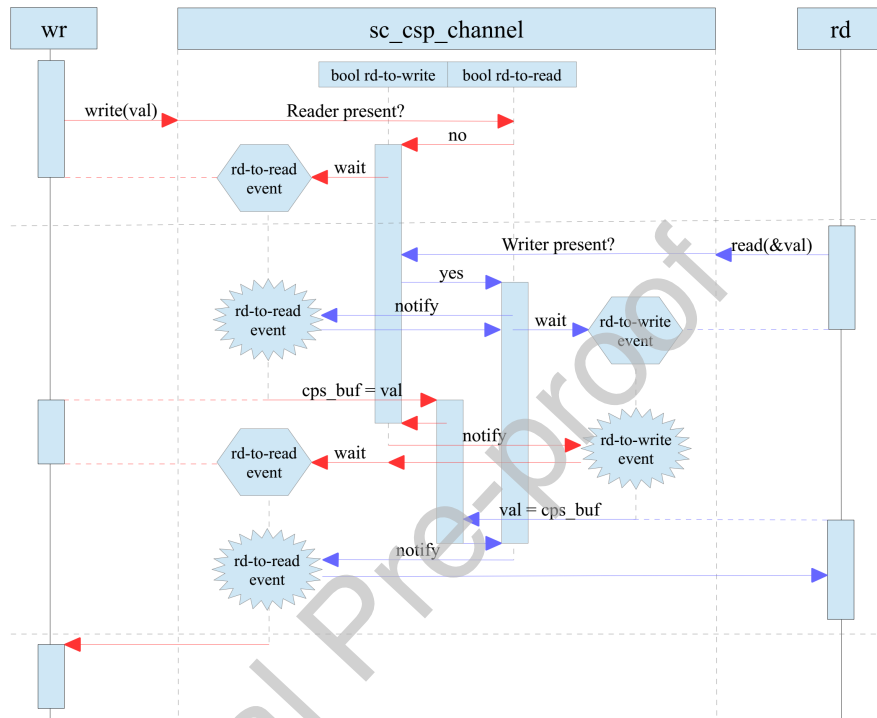 wr
sc_csp_channel
rd
bool rd-to-write
bool rd-to-read
write(val)
Reader present?
no
rd-to-read
event
wait
Writer present?
read(&val)
yes
rd-to-read
event
notify
wait
rd-to-write
event
cps_buf = val
notify
rd-to-write
event
rd-to-read
event
wait
val = cps_buf
notify
rd-to-read
event
al Pre-proof